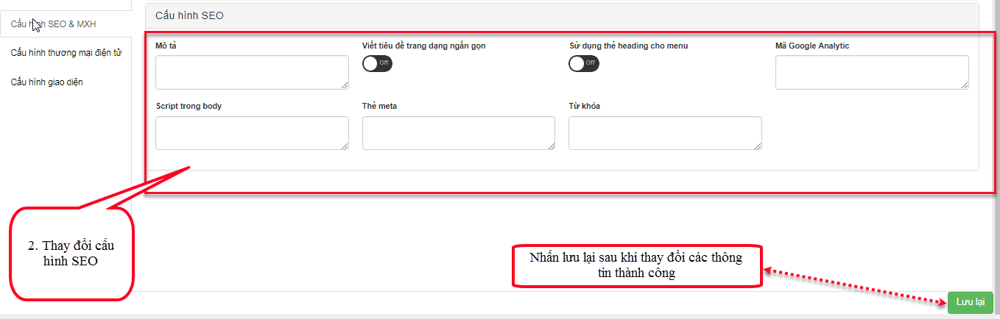 Cấu hình SEO
Cấu hình SEO & MXH
Cấu hình thương mại điện tử
Cấu hình giao diện
Mô tả
Viết tiêu đề trang dạng ngắn gọn
Off
Sử dụng thẻ heading cho menu
Off
Mã Google Analytic
Script trong body
Thẻ meta
Từ khóa
2. Thay đổi cấu
hình SEO
Nhấn lưu lại sau khi thay đổi các thông
tin thành công
Lưu lại